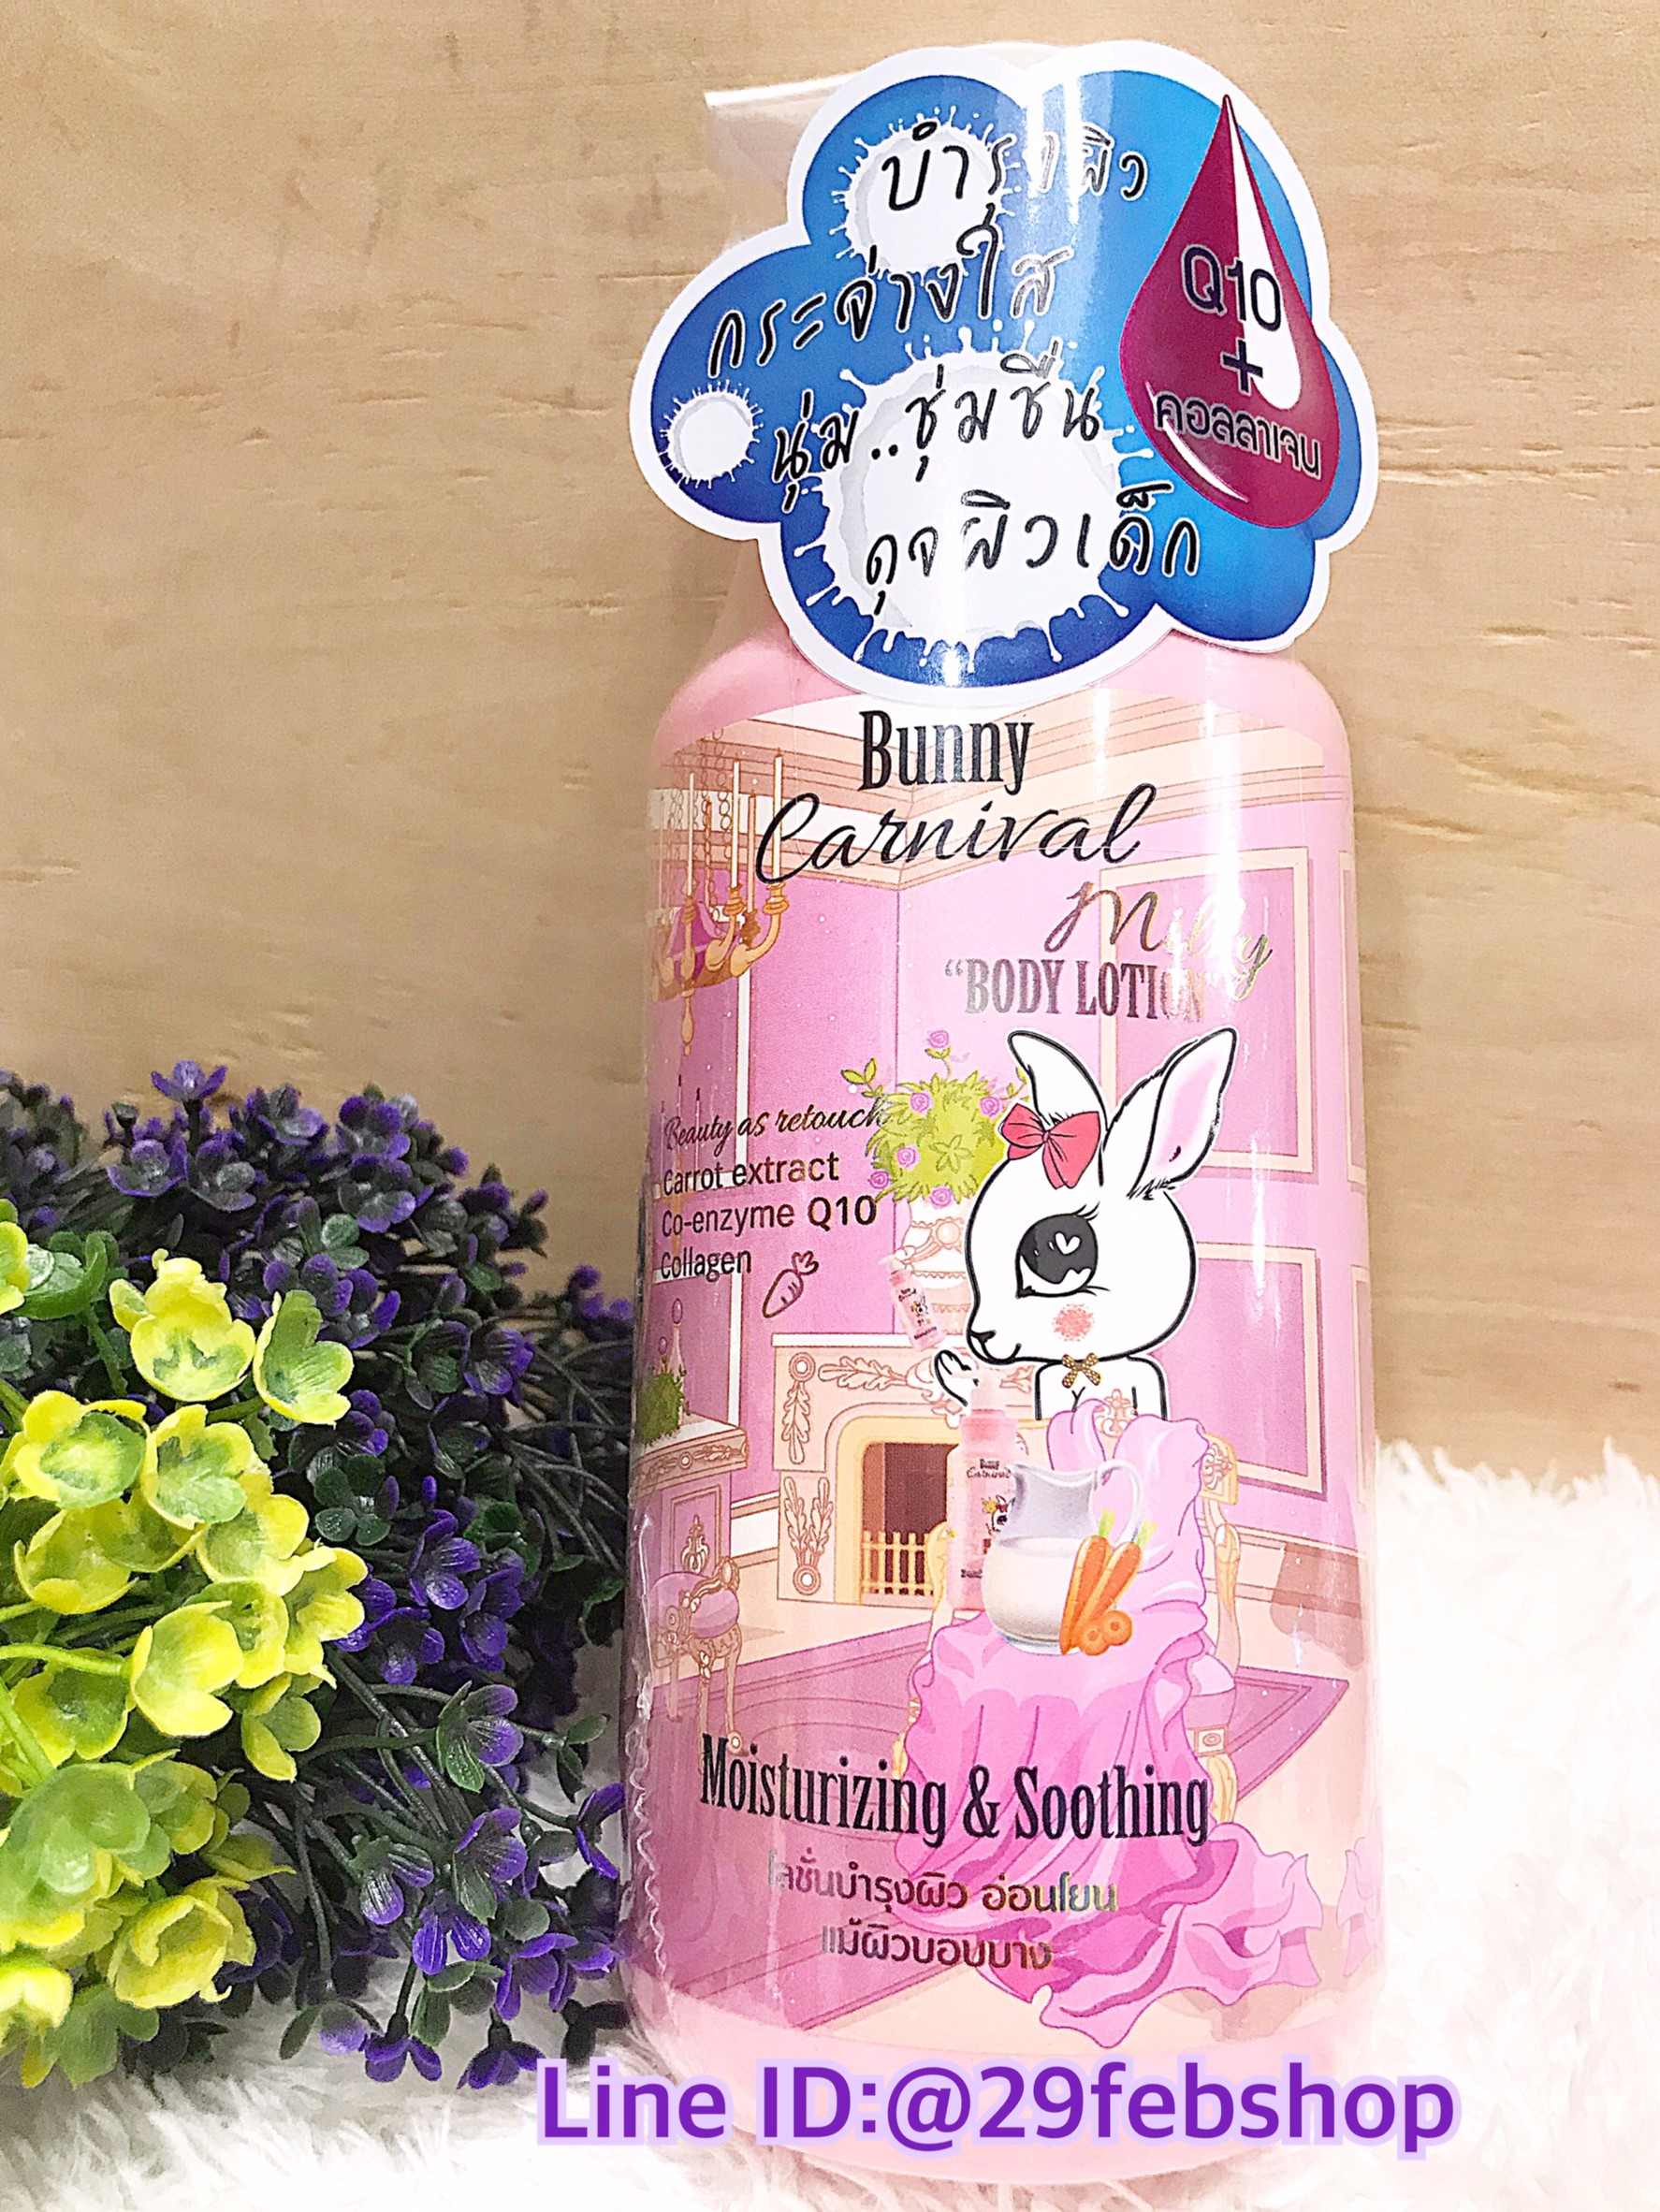 บำรุงผิว
กระจ่างใส
นุ่ม..ชุ่มชื่น
ดุจผิวเด็ก
Q10
+
คอลลาเจน
Bunny
Carnival
Milky
“BODY LOTION”
Beauty as retouch
Carrot extract
Co-enzyme Q10
Collagen
Moisturizing & Soothing
โลชั่นบำรุงผิว อ่อนโยน
แม้ผิวบอบบาง
Line ID:@29febshop